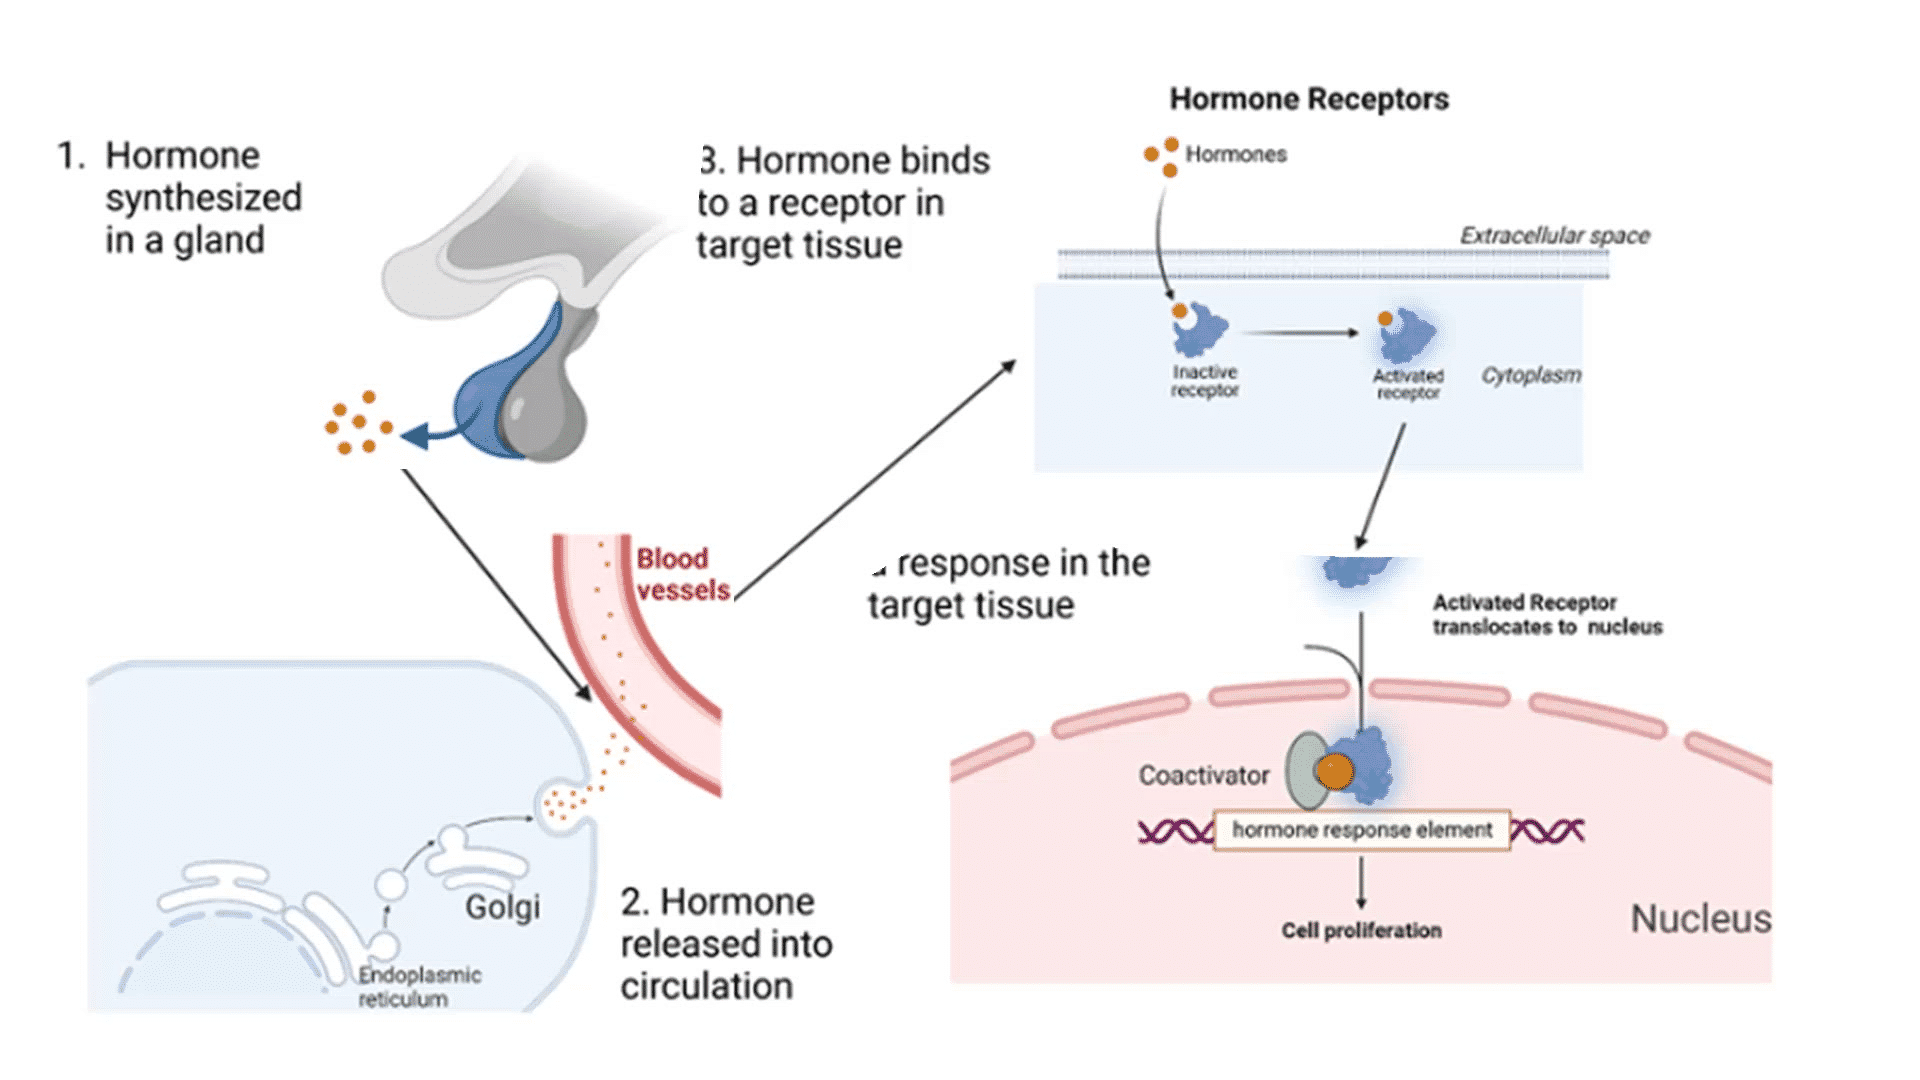 1. Hormone
synthesized
in a gland
3. Hormone binds
to a receptor in
target tissue
Hormone Receptors
Hormones
Extracellular space
Inactive
receptor
Activated
receptor
Cytoplasm
Blood
vessels
response in the
target tissue
Activated Receptor
translocates to nucleus
Coactivator
hormone response element
Cell proliferation
Nucleus
Golgi
Endoplasmic
reticulum
2. Hormone
released into
circulation